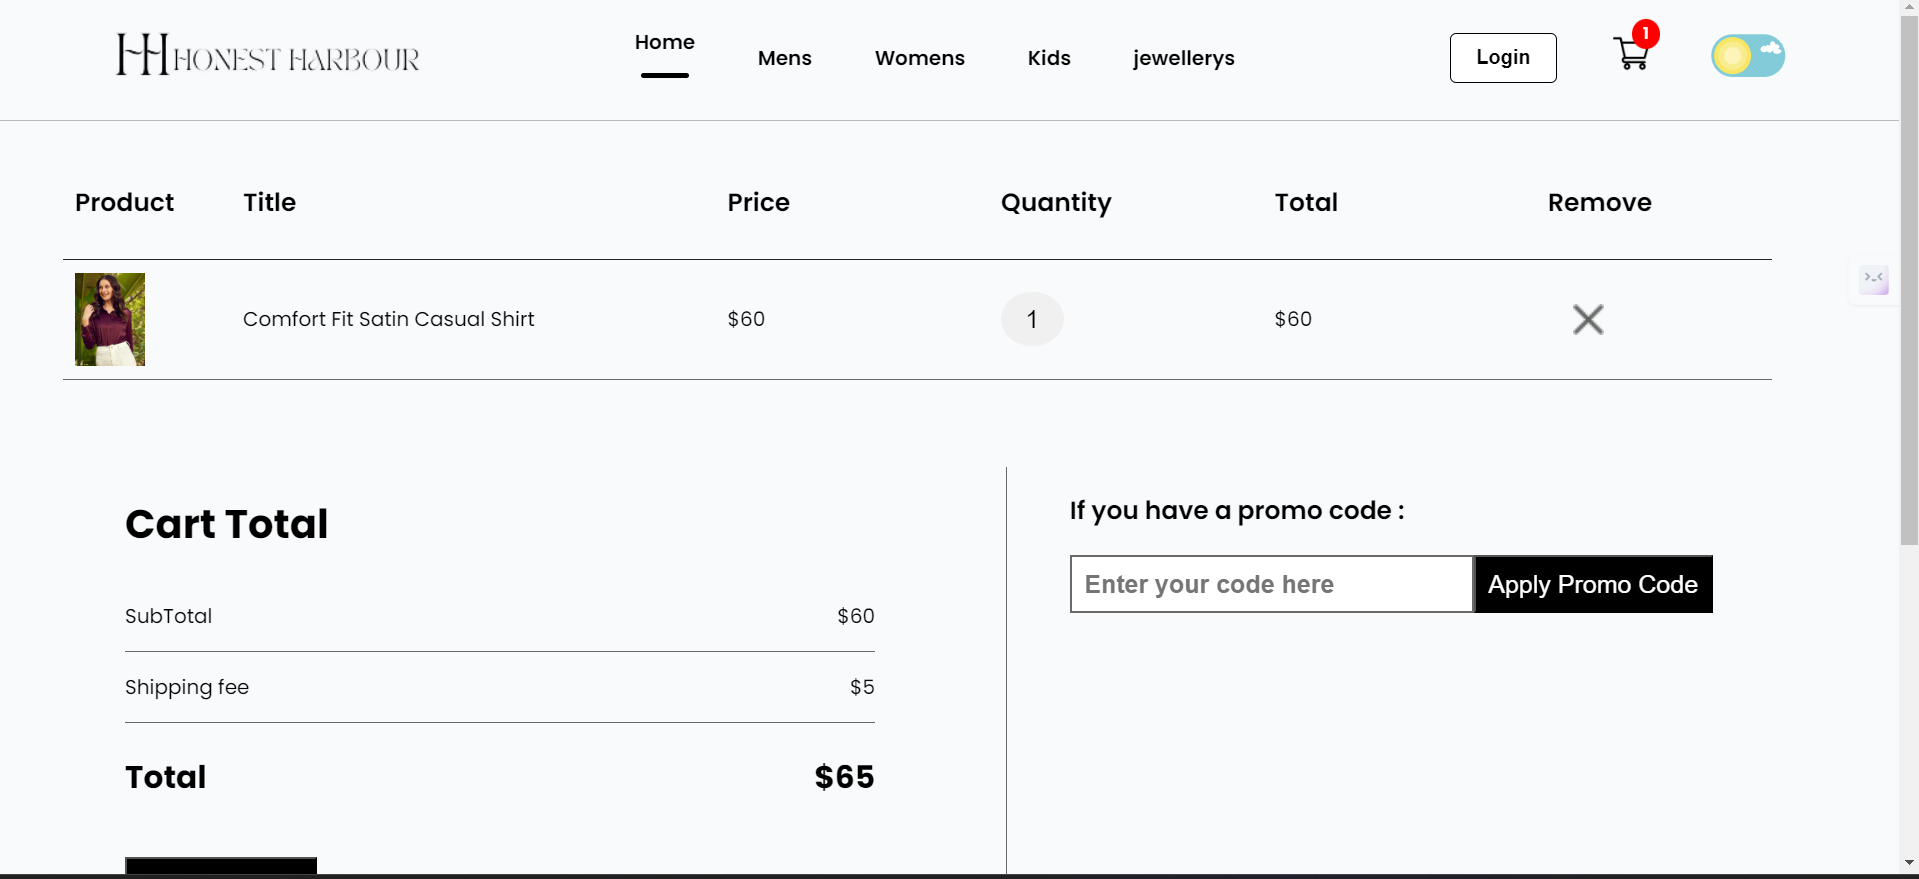 HH HONEST HARBOUR
Home Mens Womens Kids jewellerys Login 1
Product Title Price Quantity Total Remove
Comfort Fit Satin Casual Shirt $60 1 $60
Cart Total
SubTotal $60
Shipping fee $5
Total $65
If you have a promo code :
Enter your code here Apply Promo Code